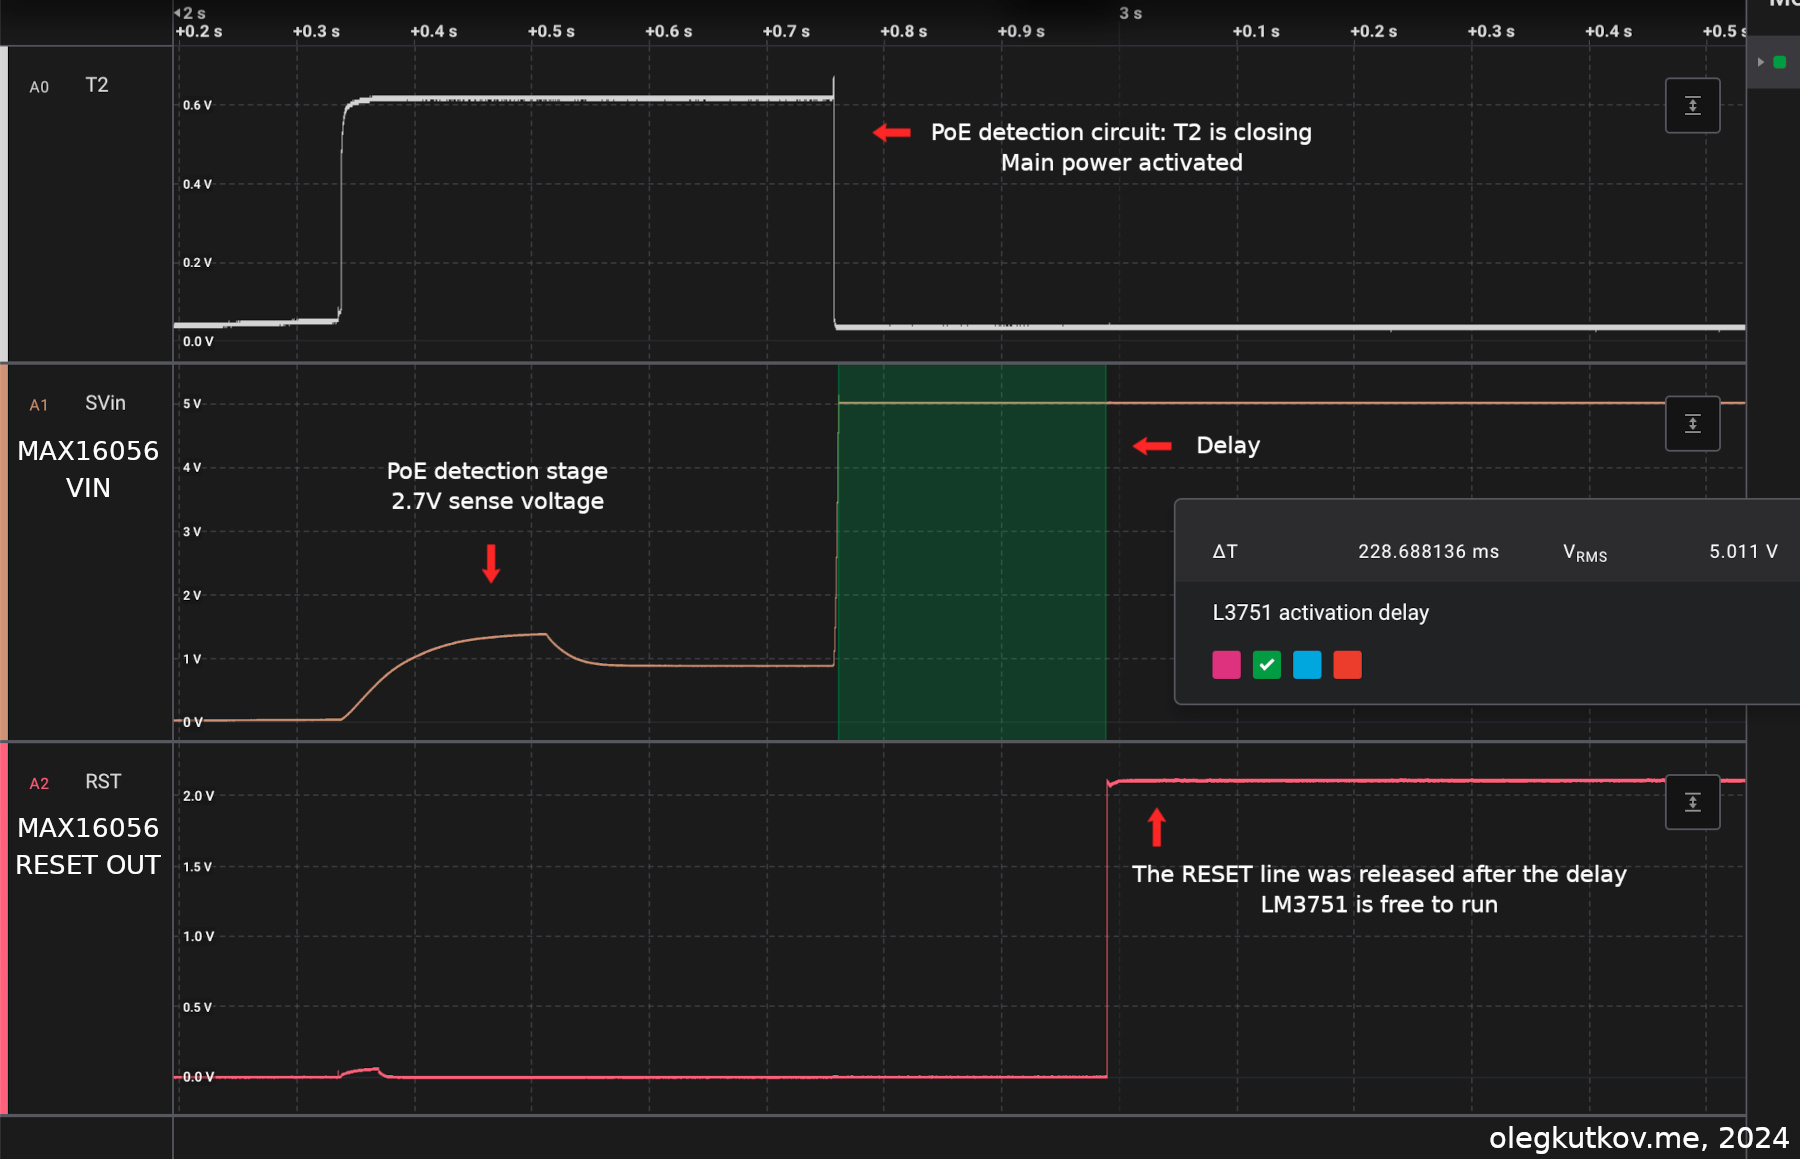 2 s
3 s
+0.2 s +0.3 s +0.4 s +0.5 s +0.6 s +0.7 s +0.8 s +0.9 s +0.1 s +0.2 s +0.3 s +0.4 s +0.5 s
A0 T2
0.6 V
0.4 V
0.2 V
0.0 V
PoE detection circuit: T2 is closing
Main power activated
A1 SVin
MAX16056
VIN
5 V
4 V
3 V
2 V
1 V
0 V
PoE detection stage
2.7V sense voltage
Delay
ΔT 228.688136 ms VRMS 5.011 V
L3751 activation delay
A2 RST
MAX16056
RESET OUT
2.0 V
1.5 V
1.0 V
0.5 V
0.0 V
The RESET line was released after the delay
LM3751 is free to run
olegkutkov.me, 2024